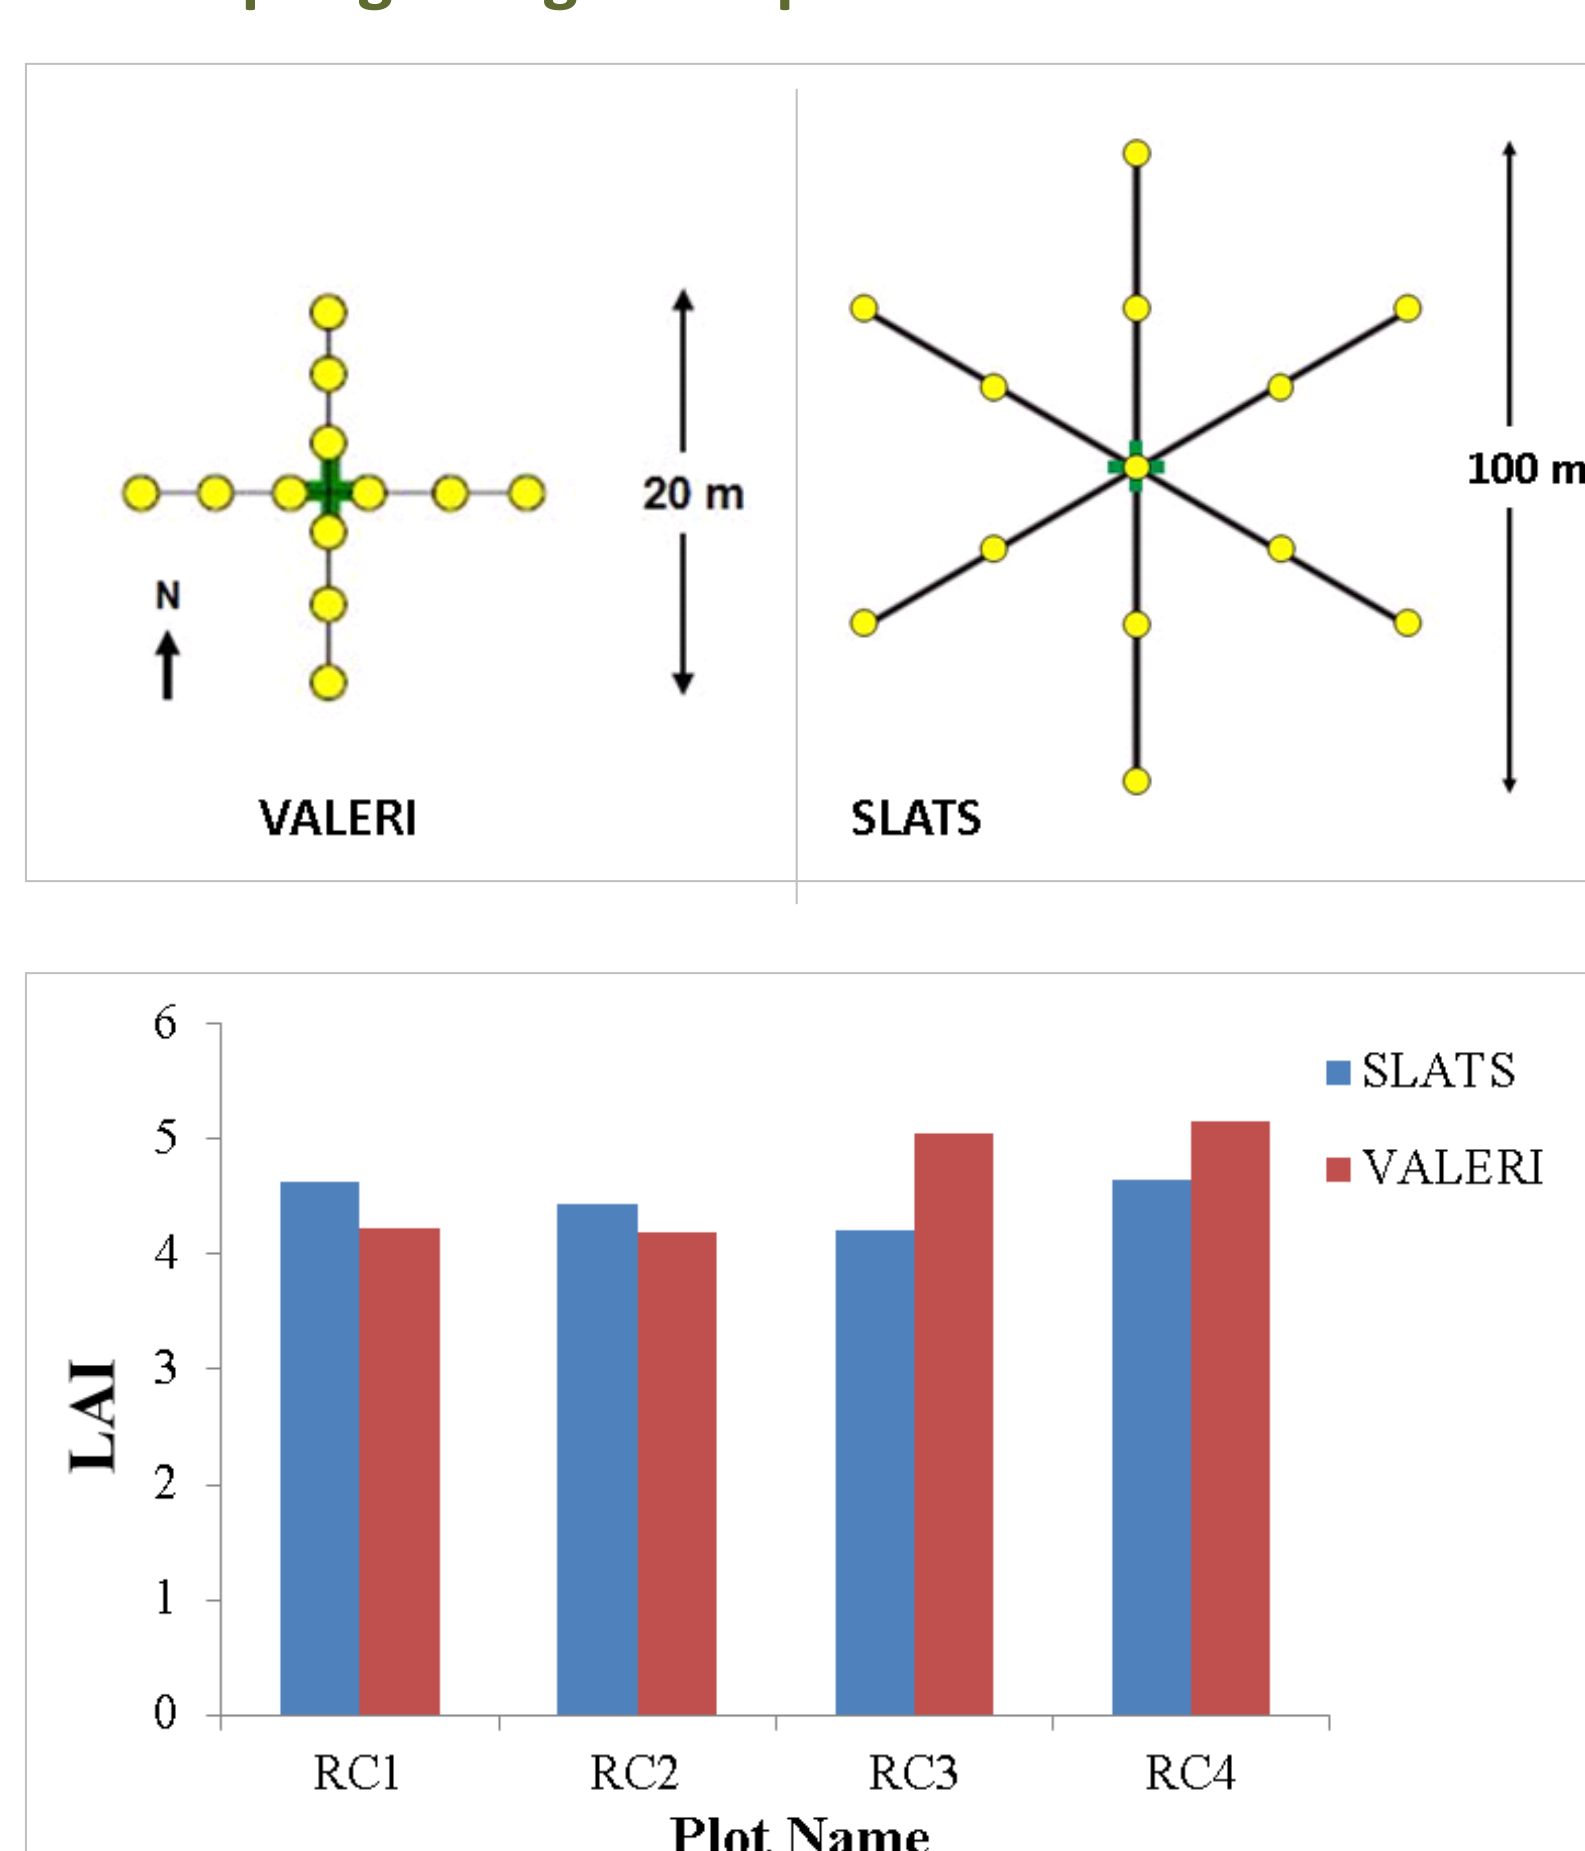 20 m
N
VALERI
100 m
SLATS
6
5
4
3
2
1
0
LAI
SLATS
VALERI
RC1 RC2 RC3 RC4
Plot Name